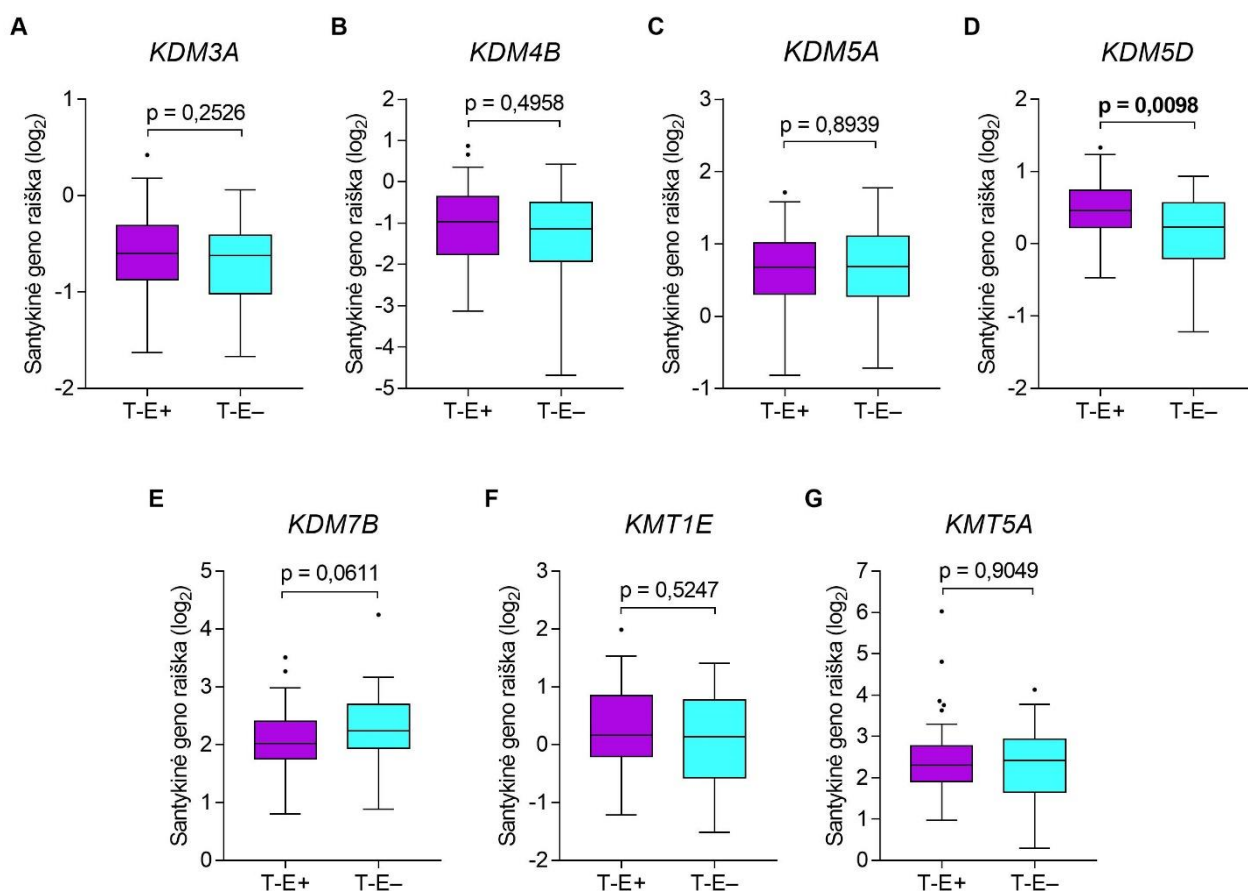 A
KDM3A
p = 0,2526
Santykinė geno raiška (log₂)
1
0
-1
-2
T-E+ T-E–
B
KDM4B
p = 0,4958
Santykinė geno raiška (log₂)
2
1
0
-1
-2
-3
-4
-5
T-E+ T-E–
C
KDM5A
p = 0,8939
Santykinė geno raiška (log₂)
3
2
1
0
-1
T-E+ T-E–
D
KDM5D
p = 0,0098
Santykinė geno raiška (log₂)
2
1
0
-1
-2
T-E+ T-E–
E
KDM7B
p = 0,0611
Santykinė geno raiška (log₂)
5
4
3
2
1
0
T-E+ T-E–
F
KMT1E
p = 0,5247
Santykinė geno raiška (log₂)
3
2
1
0
-1
-2
T-E+ T-E–
G
KMT5A
p = 0,9049
Santykinė geno raiška (log₂)
7
6
5
4
3
2
1
0
T-E+ T-E–